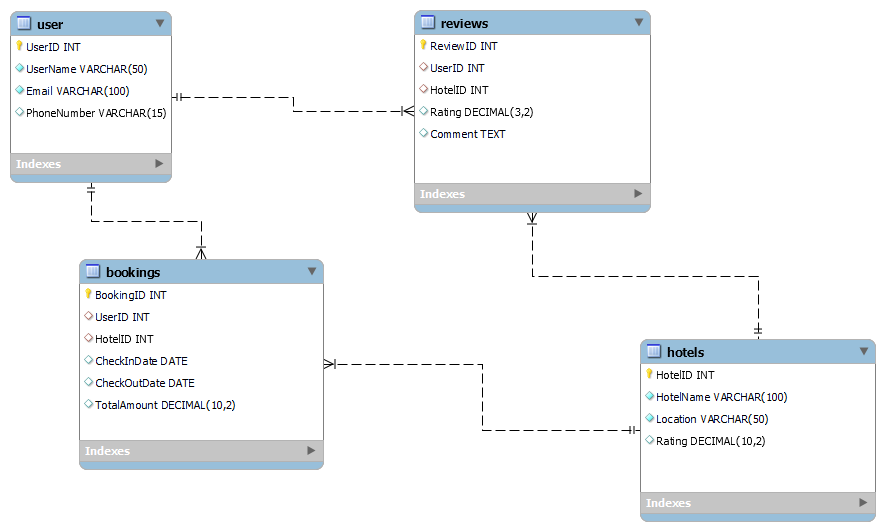 user
UserID INT
UserName VARCHAR(50)
Email VARCHAR(100)
PhoneNumber VARCHAR(15)
Indexes
reviews
ReviewID INT
UserID INT
HotelID INT
Rating DECIMAL(3,2)
Comment TEXT
Indexes
bookings
BookingID INT
UserID INT
HotelID INT
CheckInDate DATE
CheckOutDate DATE
TotalAmount DECIMAL(10,2)
Indexes
hotels
HotelID INT
HotelName VARCHAR(100)
Location VARCHAR(50)
Rating DECIMAL(10,2)
Indexes